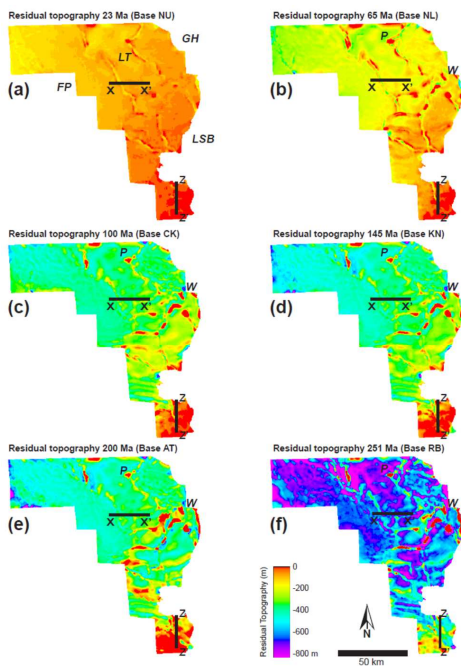 Residual topography 23 Ma (Base NU)
GH
LT
FP
X X'
(a)
LSB
Z
Z'
Residual topography 65 Ma (Base NL)
P
W
X X'
(b)
Z
Z'
Residual topography 100 Ma (Base CK)
P
W
X X'
(c)
Z
Z'
Residual topography 145 Ma (Base KN)
P
W
X X'
(d)
Z
Z'
Residual topography 200 Ma (Base AT)
P
W
X X'
(e)
Z
Z'
Residual topography 251 Ma (Base RB)
P
W
X X'
(f)
Residual Topography (m)
0
-200
-400
-600
-800 m
N
50 km
Z
Z'